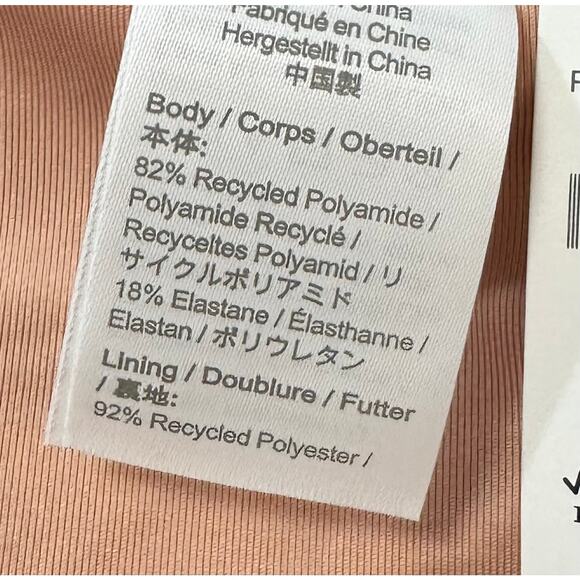 China
Fabriqué en Chine
Hergestellt in China
中国製
Body / Corps / Oberteil /
本体:
82% Recycled Polyamide /
Polyamide Recyclé /
Recyceltes Polyamid / リ
サイクルポリアミド
18% Elastane / Élasthanne /
Elastan / ポリウレタン
Lining / Doublure / Futter
/ 裏地:
92% Recycled Polyester /